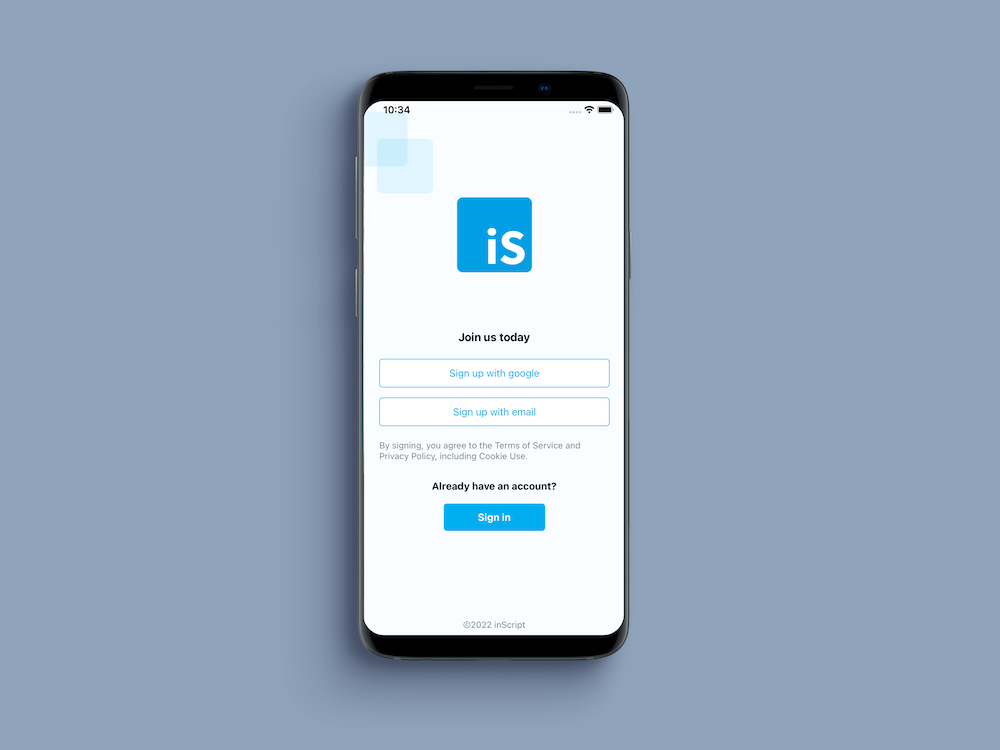 10:34
iS
Join us today
Sign up with google
Sign up with email
By signing, you agree to the Terms of Service and
Privacy Policy, including Cookie Use.
Already have an account?
Sign in
©2022 inScript